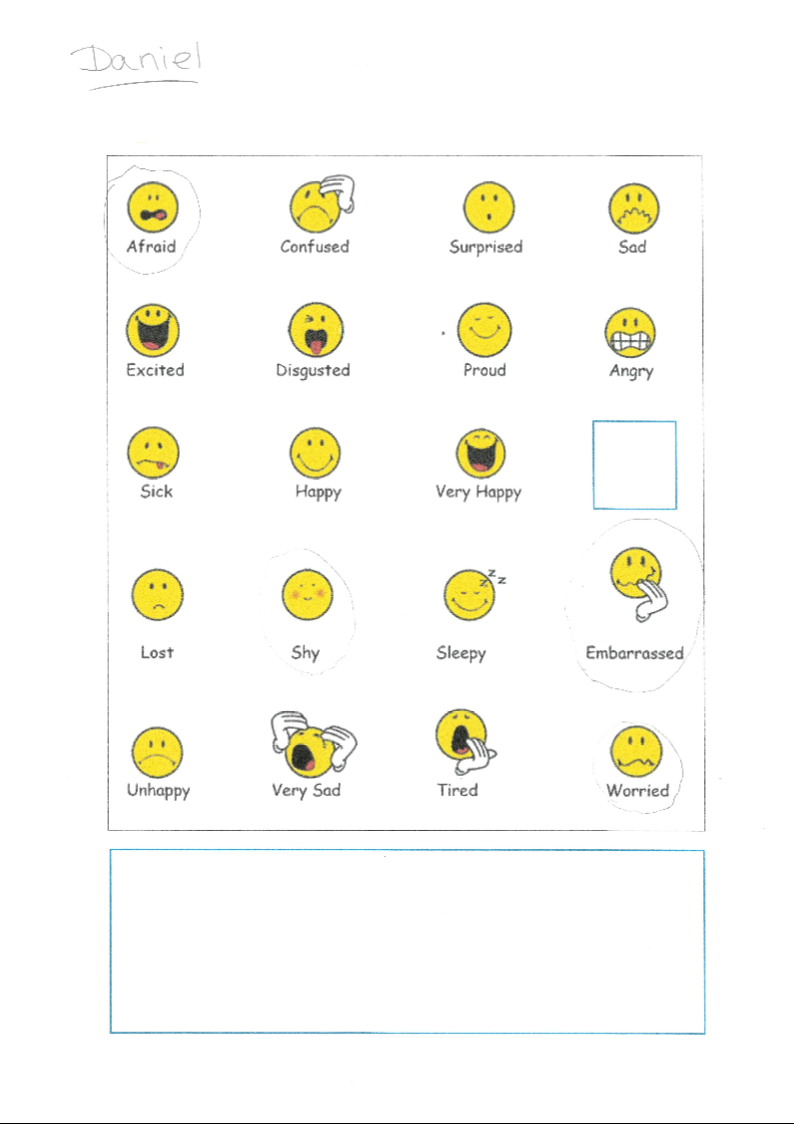 Daniel
Afraid Confused Surprised Sad
Excited Disgusted Proud Angry
Sick Happy Very Happy
z z z
Lost Shy Sleepy Embarrassed
Unhappy Very Sad Tired Worried